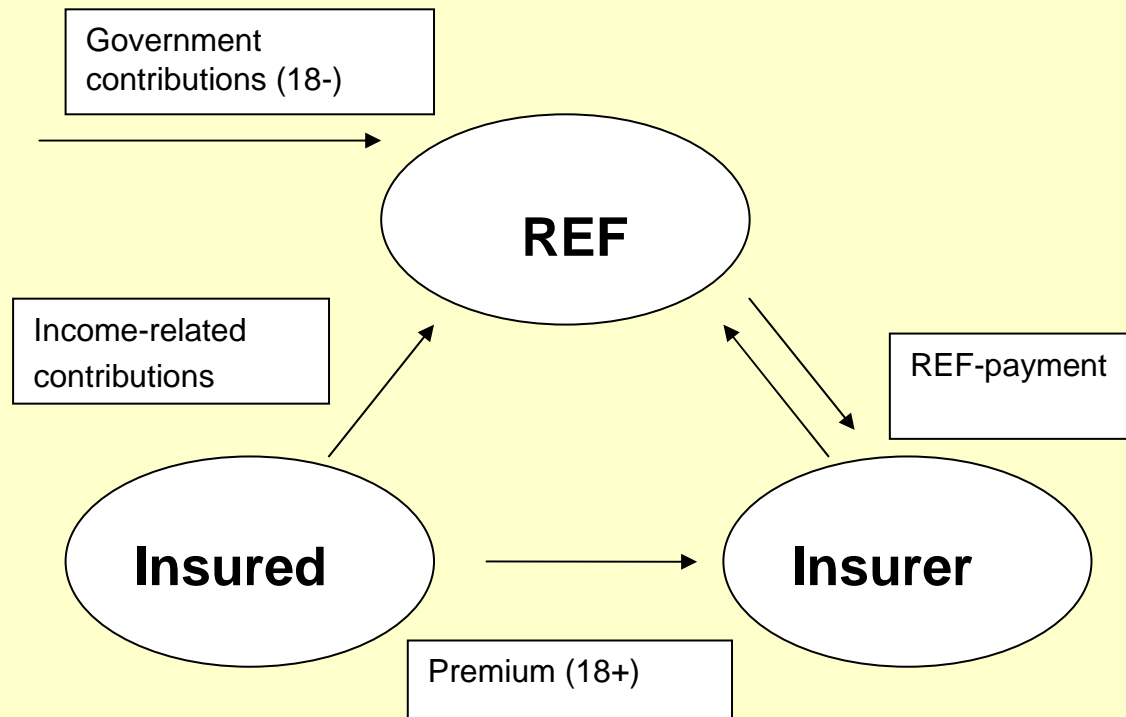 Government
contributions (18-)
REF
Income-related
contributions
REF-payment
Insured
Insurer
Premium (18+)